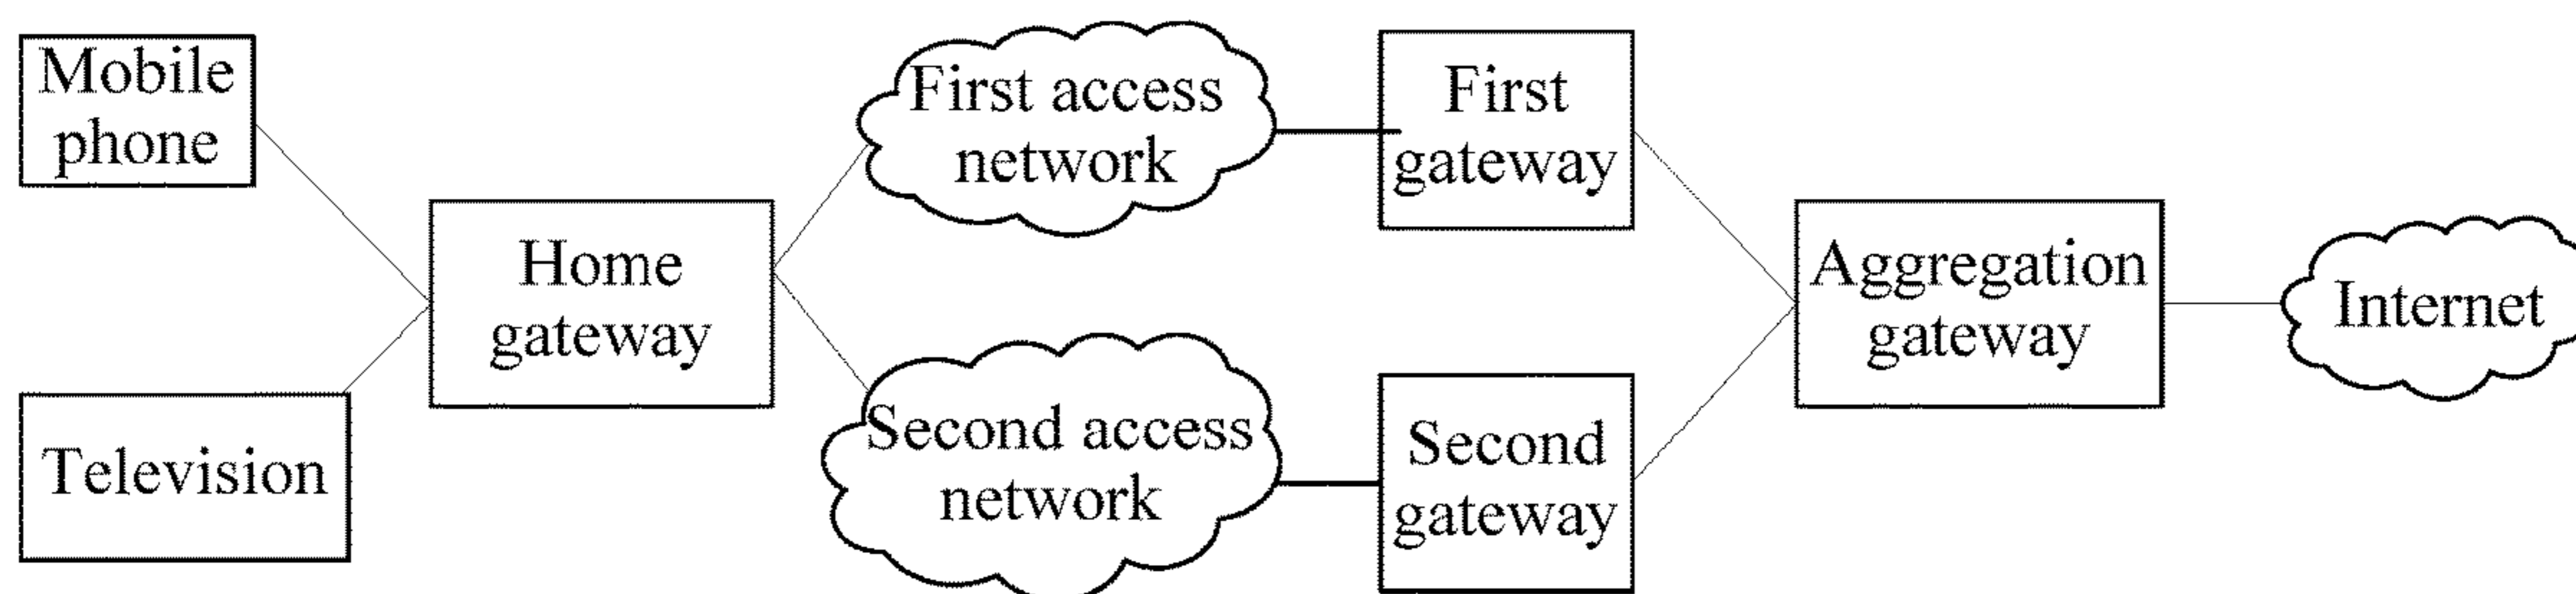 Mobile
phone
Television
Home
gateway
First access
network
Second access
network
First
gateway
Second
gateway
Aggregation
gateway
Internet